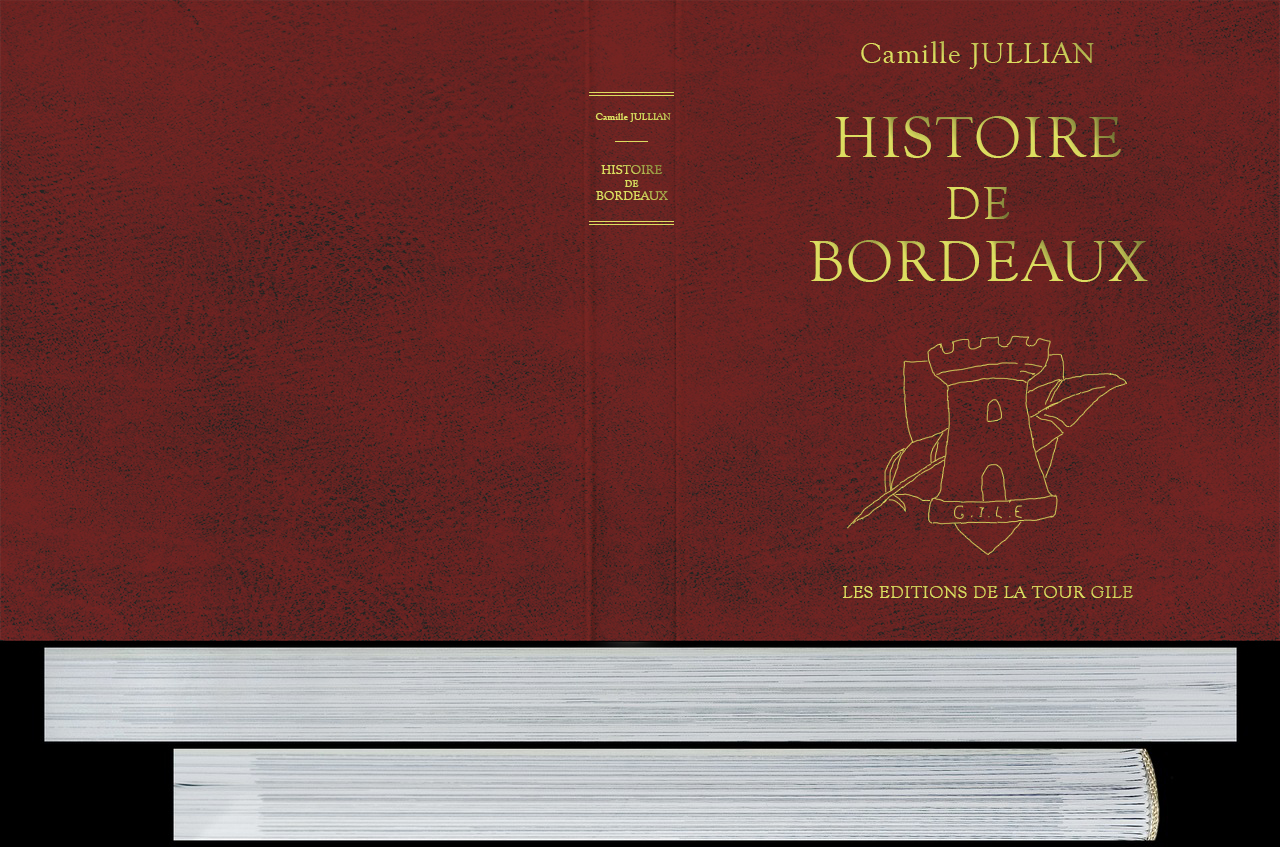 Camille JULLIAN
HISTOIRE
DE
BORDEAUX
Camille JULLIAN
HISTOIRE
DE
BORDEAUX
G.I.L.E
LES EDITIONS DE LA TOUR GILE